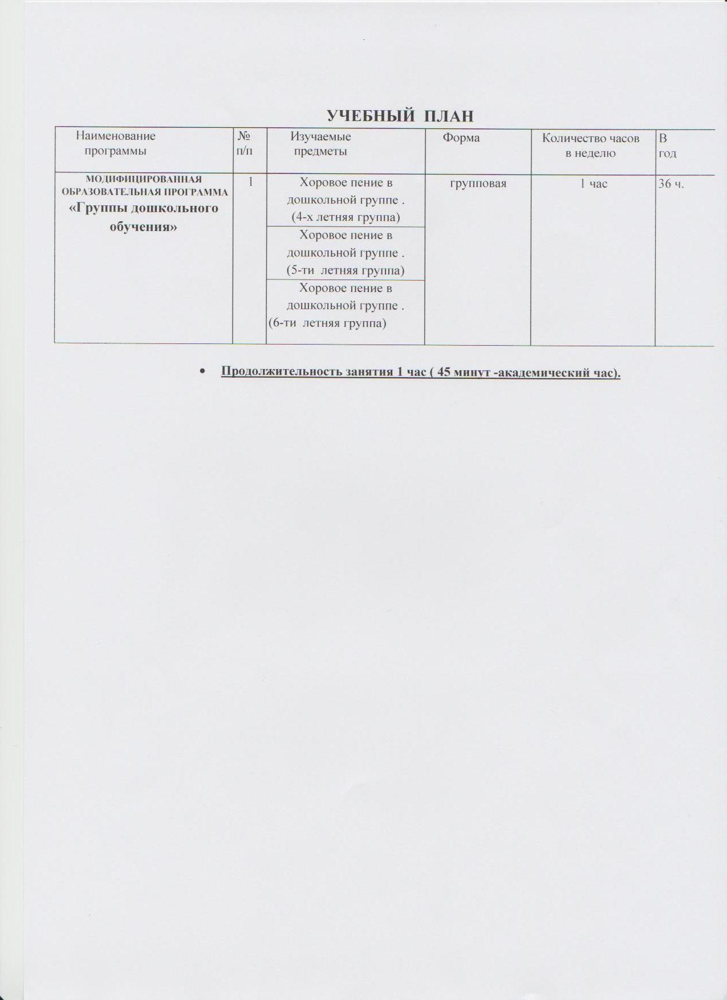 УЧЕБНЫЙ ПЛАН
Наименование
программы
№
п/п
Изучаемые
предметы
Форма
Количество часов
в неделю
В
год
МОДИФИЦИРОВАННАЯ
ОБРАЗОВАТЕЛЬНАЯ ПРОГРАММА
«Группы дошкольного
обучения»
1
Хоровое пение в
дошкольной группе .
(4-х летняя группа)
групповая
1 час
36 ч.
Хоровое пение в
дошкольной группе .
(5-ти летняя группа)
Хоровое пение в
дошкольной группе .
(6-ти летняя группа)
• Продолжительность занятия 1 час ( 45 минут -академический час).